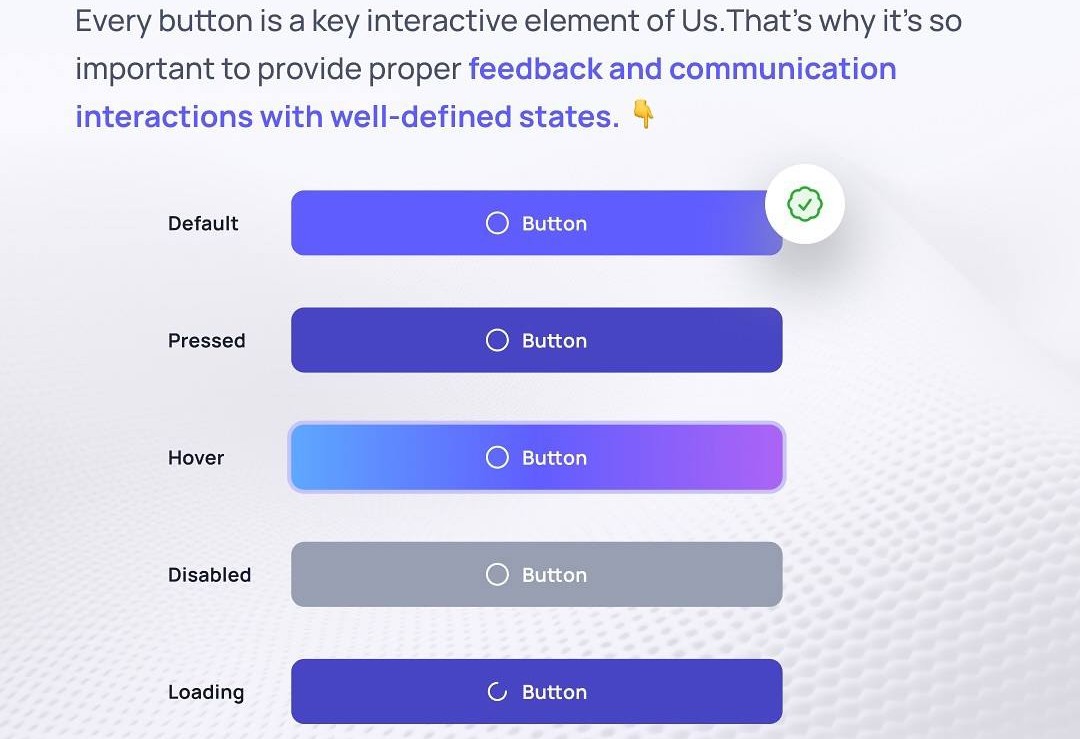 Every button is a key interactive element of Us.That's why it's so
important to provide proper feedback and communication
interactions with well-defined states. 👇
Default
Button
Pressed
Button
Hover
Button
Disabled
Button
Loading
Button